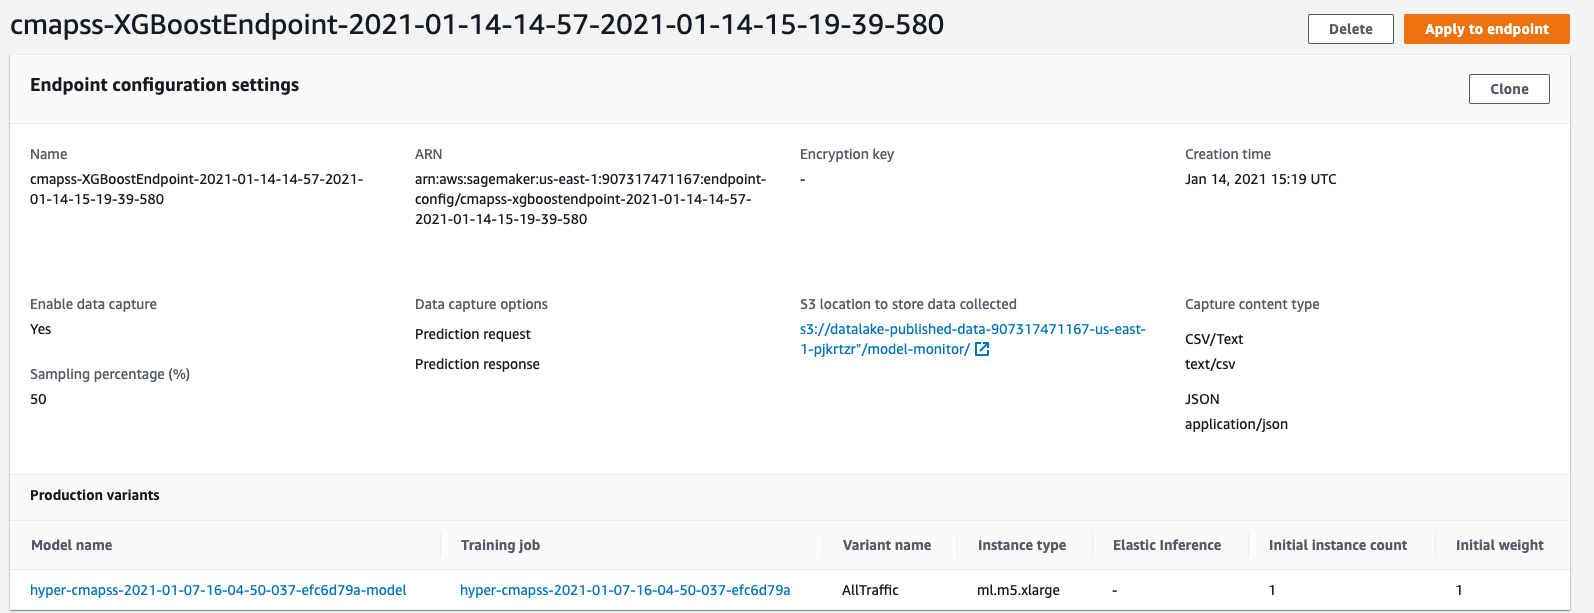 cmapss-XGBoostEndpoint-2021-01-14-14-57-2021-01-14-15-19-39-580
Delete
Apply to endpoint
Endpoint configuration settings
Clone
Name
cmapss-XGBoostEndpoint-2021-01-14-14-57-2021-
01-14-15-19-39-580
ARN
arn:aws:sagemaker:us-east-1:907317471167:endpoint-
config/cmapss-xgboostendpoint-2021-01-14-14-57-
2021-01-14-15-19-39-580
Encryption key
-
Creation time
Jan 14, 2021 15:19 UTC
Enable data capture
Yes
Sampling percentage (%)
50
Data capture options
Prediction request
Prediction response
S3 location to store data collected
s3://datalake-published-data-907317471167-us-east-
1-pjkrtzr"/model-monitor/
Capture content type
CSV/Text
text/csv
JSON
application/json
Production variants
Model name Training job Variant name Instance type Elastic Inference Initial instance count Initial weight
hyper-cmapss-2021-01-07-16-04-50-037-efc6d79a-model hyper-cmapss-2021-01-07-16-04-50-037-efc6d79a AllTraffic ml.m5.xlarge - 1 1